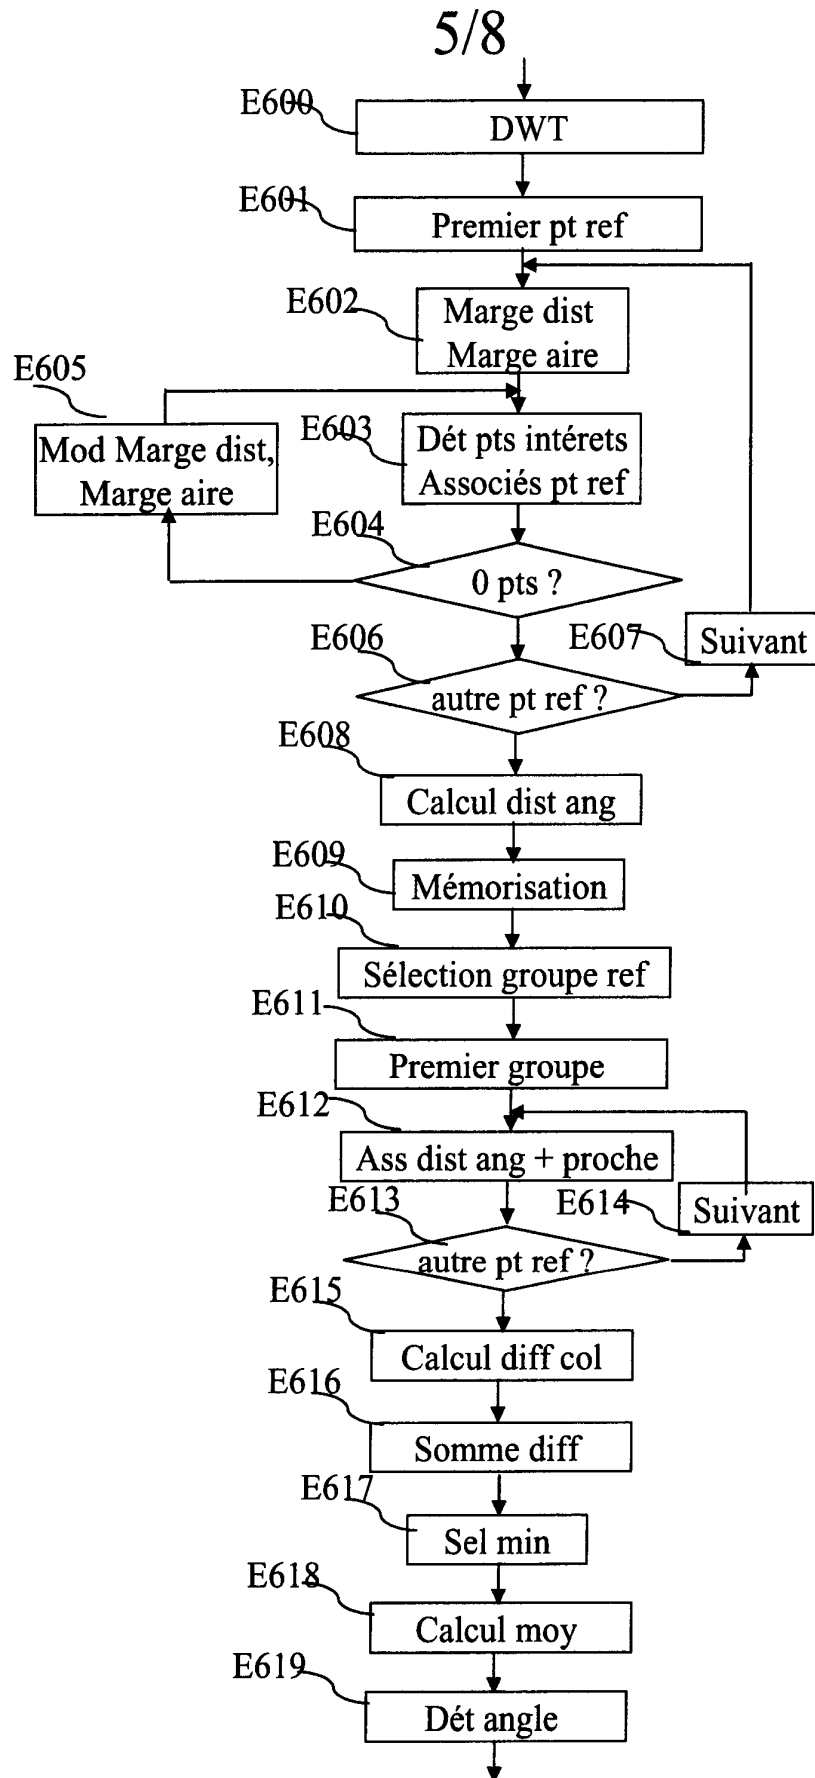 5/8
E600
DWT
E601
Premier pt ref
E602
Marge dist
Marge aire
E605
Mod Marge dist,
Marge aire
E603
Dét pts intérets
Associés pt ref
E604
0 pts ?
E606
autre pt ref ?
E607
Suivant
E608
Calcul dist ang
E609
Mémorisation
E610
Sélection groupe ref
E611
Premier groupe
E612
Ass dist ang + proche
E613
autre pt ref ?
E614
Suivant
E615
Calcul diff col
E616
Somme diff
E617
Sel min
E618
Calcul moy
E619
Dét angle